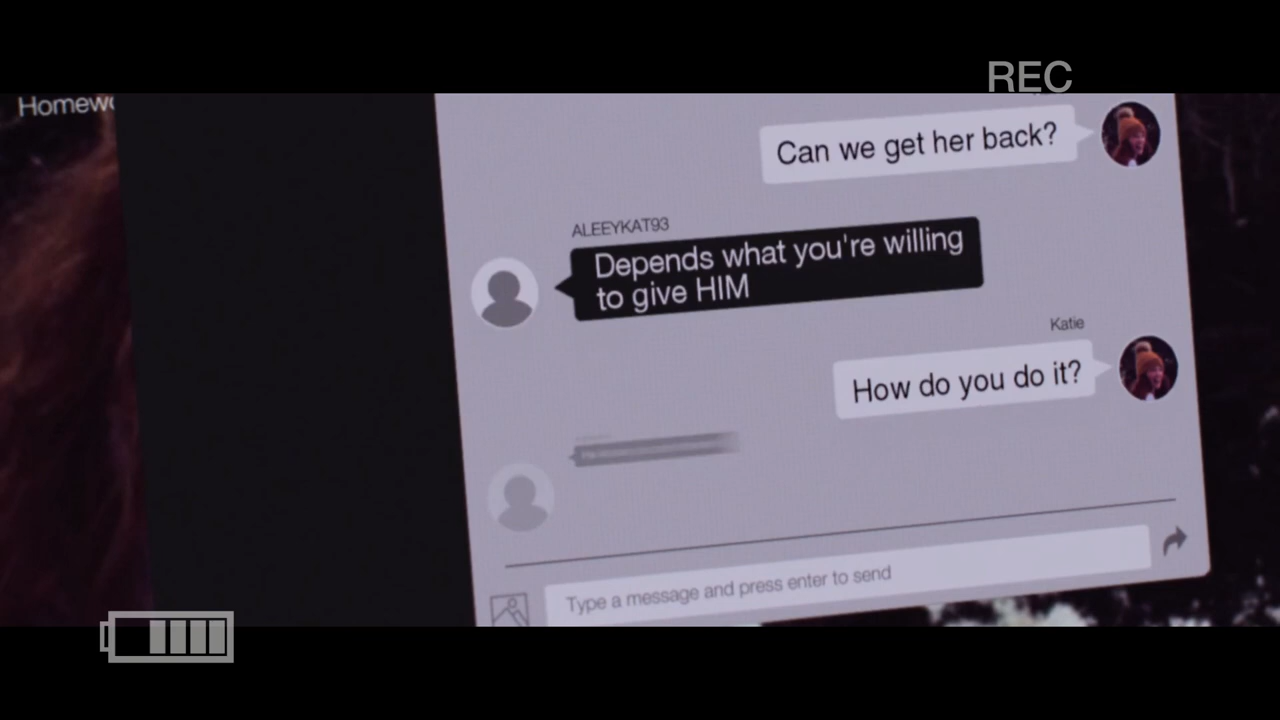 REC
Homew
Can we get her back?
ALEEYKAT93
Depends what you're willing
to give HIM
Katie
How do you do it?
Type a message and press enter to send